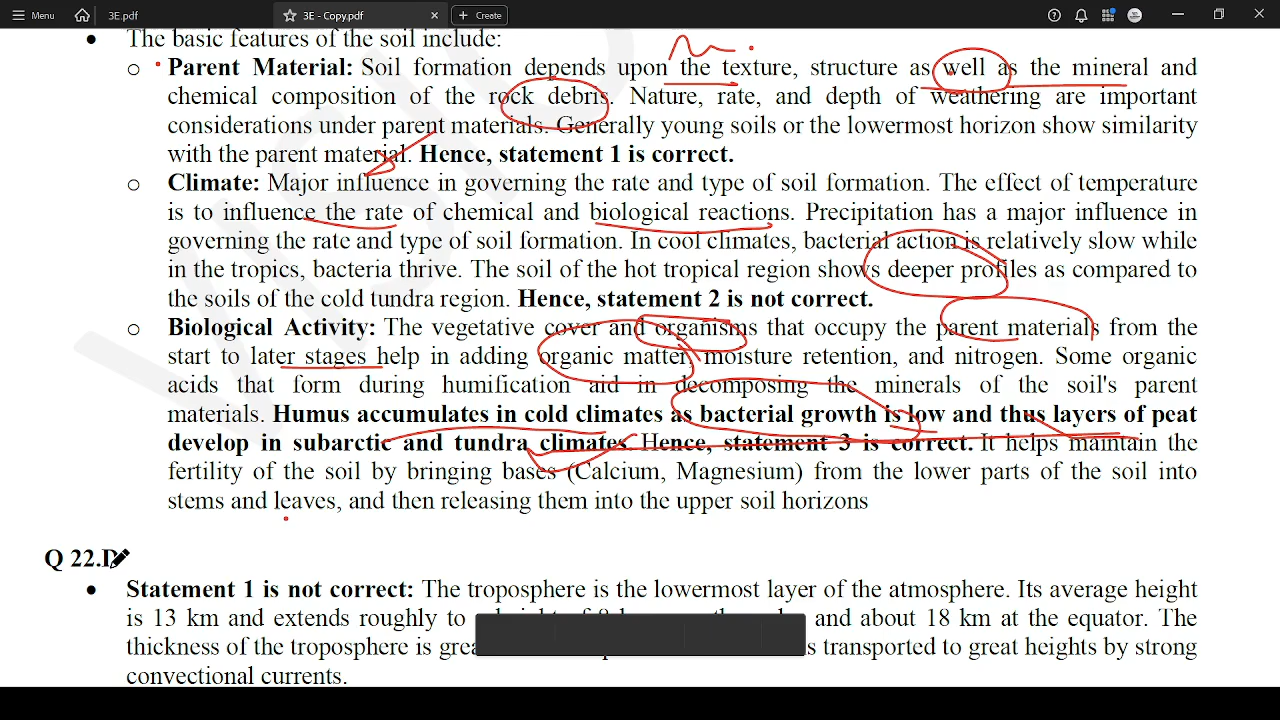 Menu 3E.pdf 3E - Copy.pdf Create
• The basic features of the soil include:
o Parent Material: Soil formation depends upon the texture, structure as well as the mineral and
chemical composition of the rock debris. Nature, rate, and depth of weathering are important
considerations under parent materials. Generally young soils or the lowermost horizon show similarity
with the parent material. Hence, statement 1 is correct.
o Climate: Major influence in governing the rate and type of soil formation. The effect of temperature
is to influence the rate of chemical and biological reactions. Precipitation has a major influence in
governing the rate and type of soil formation. In cool climates, bacterial action is relatively slow while
in the tropics, bacteria thrive. The soil of the hot tropical region shows deeper profiles as compared to
the soils of the cold tundra region. Hence, statement 2 is not correct.
o Biological Activity: The vegetative cover and organisms that occupy the parent materials from the
start to later stages help in adding organic matter, moisture retention, and nitrogen. Some organic
acids that form during humification aid in decomposing the minerals of the soil's parent
materials. Humus accumulates in cold climates as bacterial growth is low and thus layers of peat
develop in subarctic and tundra climates. Hence, statement 3 is correct. It helps maintain the
fertility of the soil by bringing bases (Calcium, Magnesium) from the lower parts of the soil into
stems and leaves, and then releasing them into the upper soil horizons
Q 22.D
• Statement 1 is not correct: The troposphere is the lowermost layer of the atmosphere. Its average height
is 13 km and extends roughly to and about 18 km at the equator. The
thickness of the troposphere is transported to great heights by strong
convectional currents.